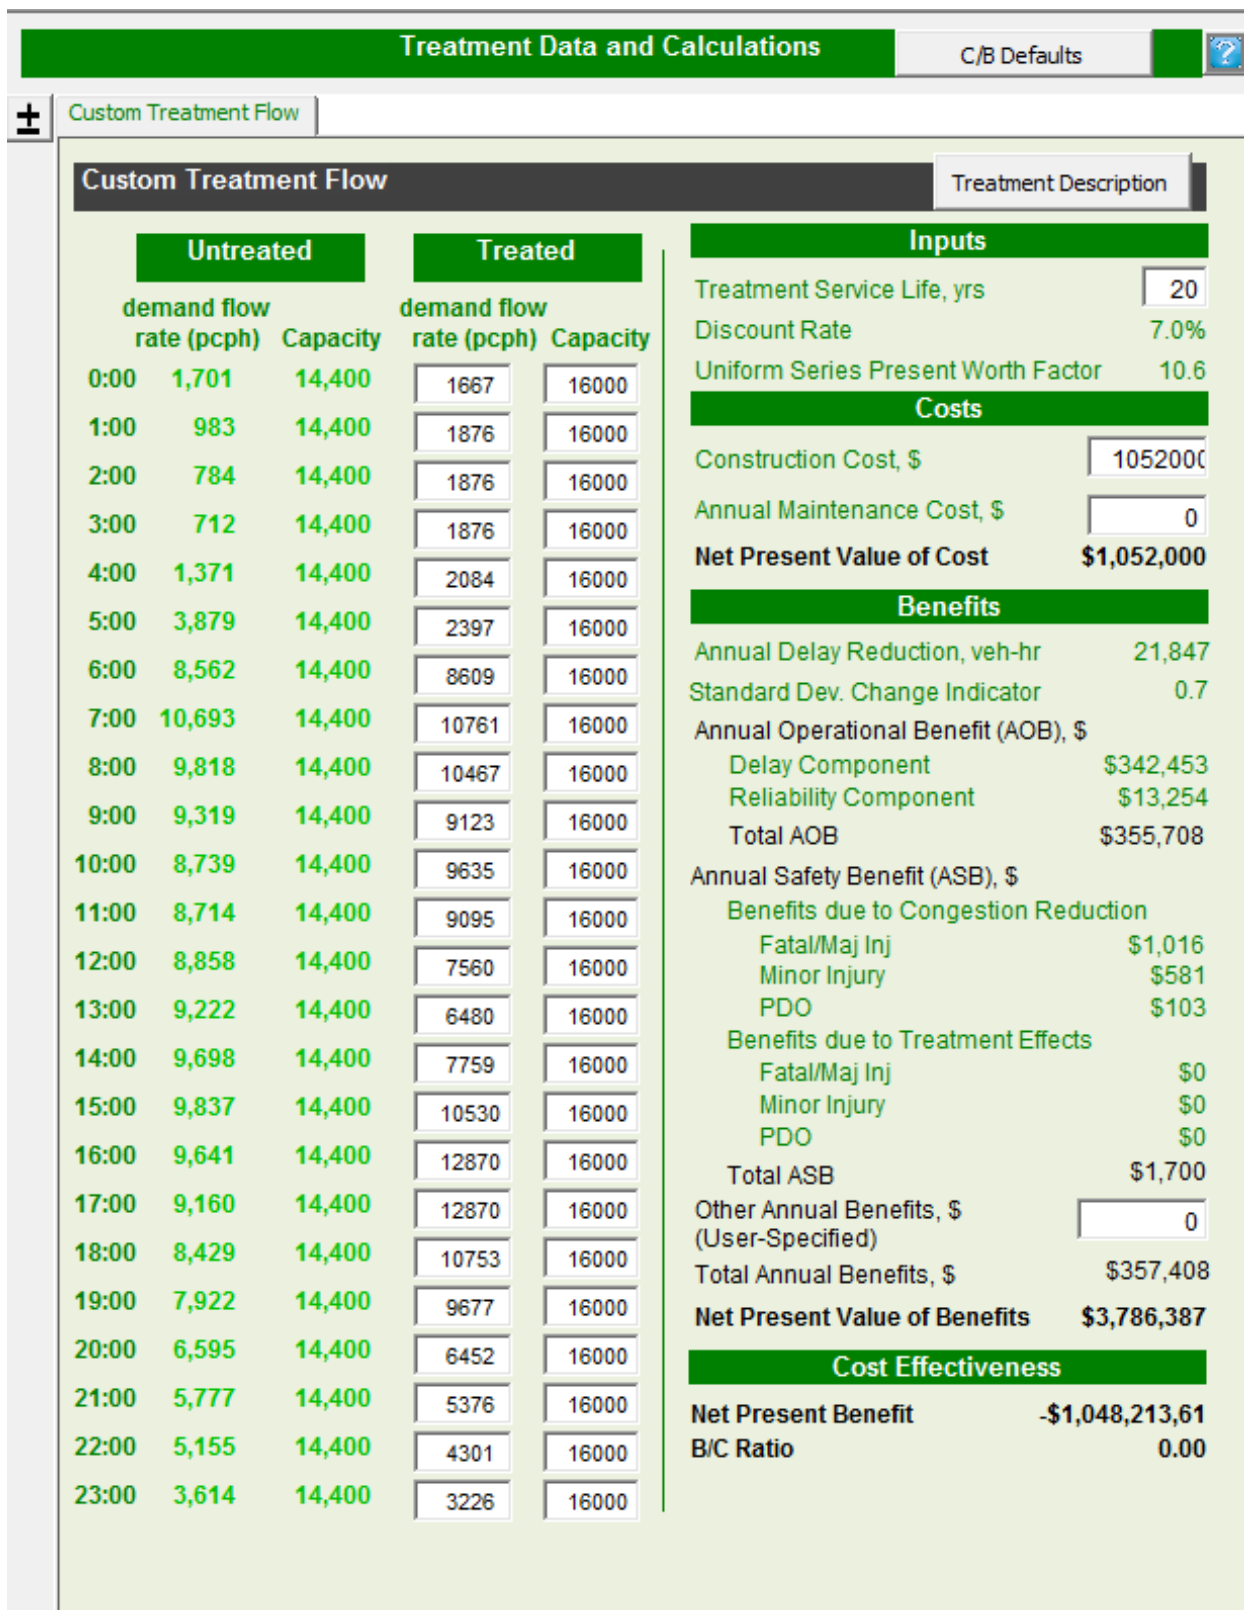 Treatment Data and Calculations C/B Defaults ?
± Custom Treatment Flow
Custom Treatment Flow Treatment Description
Untreated Treated
demand flow rate (pcph) Capacity demand flow rate (pcph) Capacity
0:00 1,701 14,400 1667 16000
1:00 983 14,400 1876 16000
2:00 784 14,400 1876 16000
3:00 712 14,400 1876 16000
4:00 1,371 14,400 2084 16000
5:00 3,879 14,400 2397 16000
6:00 8,562 14,400 8609 16000
7:00 10,693 14,400 10761 16000
8:00 9,818 14,400 10467 16000
9:00 9,319 14,400 9123 16000
10:00 8,739 14,400 9635 16000
11:00 8,714 14,400 9095 16000
12:00 8,858 14,400 7560 16000
13:00 9,222 14,400 6480 16000
14:00 9,698 14,400 7759 16000
15:00 9,837 14,400 10530 16000
16:00 9,641 14,400 12870 16000
17:00 9,160 14,400 12870 16000
18:00 8,429 14,400 10753 16000
19:00 7,922 14,400 9677 16000
20:00 6,595 14,400 6452 16000
21:00 5,777 14,400 5376 16000
22:00 5,155 14,400 4301 16000
23:00 3,614 14,400 3226 16000
Inputs
Treatment Service Life, yrs 20
Discount Rate 7.0%
Uniform Series Present Worth Factor 10.6
Costs
Construction Cost, $ 1052000
Annual Maintenance Cost, $ 0
Net Present Value of Cost $1,052,000
Benefits
Annual Delay Reduction, veh-hr 21,847
Standard Dev. Change Indicator 0.7
Annual Operational Benefit (AOB), $
Delay Component $342,453
Reliability Component $13,254
Total AOB $355,708
Annual Safety Benefit (ASB), $
Benefits due to Congestion Reduction
Fatal/Maj Inj $1,016
Minor Injury $581
PDO $103
Benefits due to Treatment Effects
Fatal/Maj Inj $0
Minor Injury $0
PDO $0
Total ASB $1,700
Other Annual Benefits, $ 0
(User-Specified)
Total Annual Benefits, $ $357,408
Net Present Value of Benefits $3,786,387
Cost Effectiveness
Net Present Benefit -$1,048,213,61
B/C Ratio 0.00